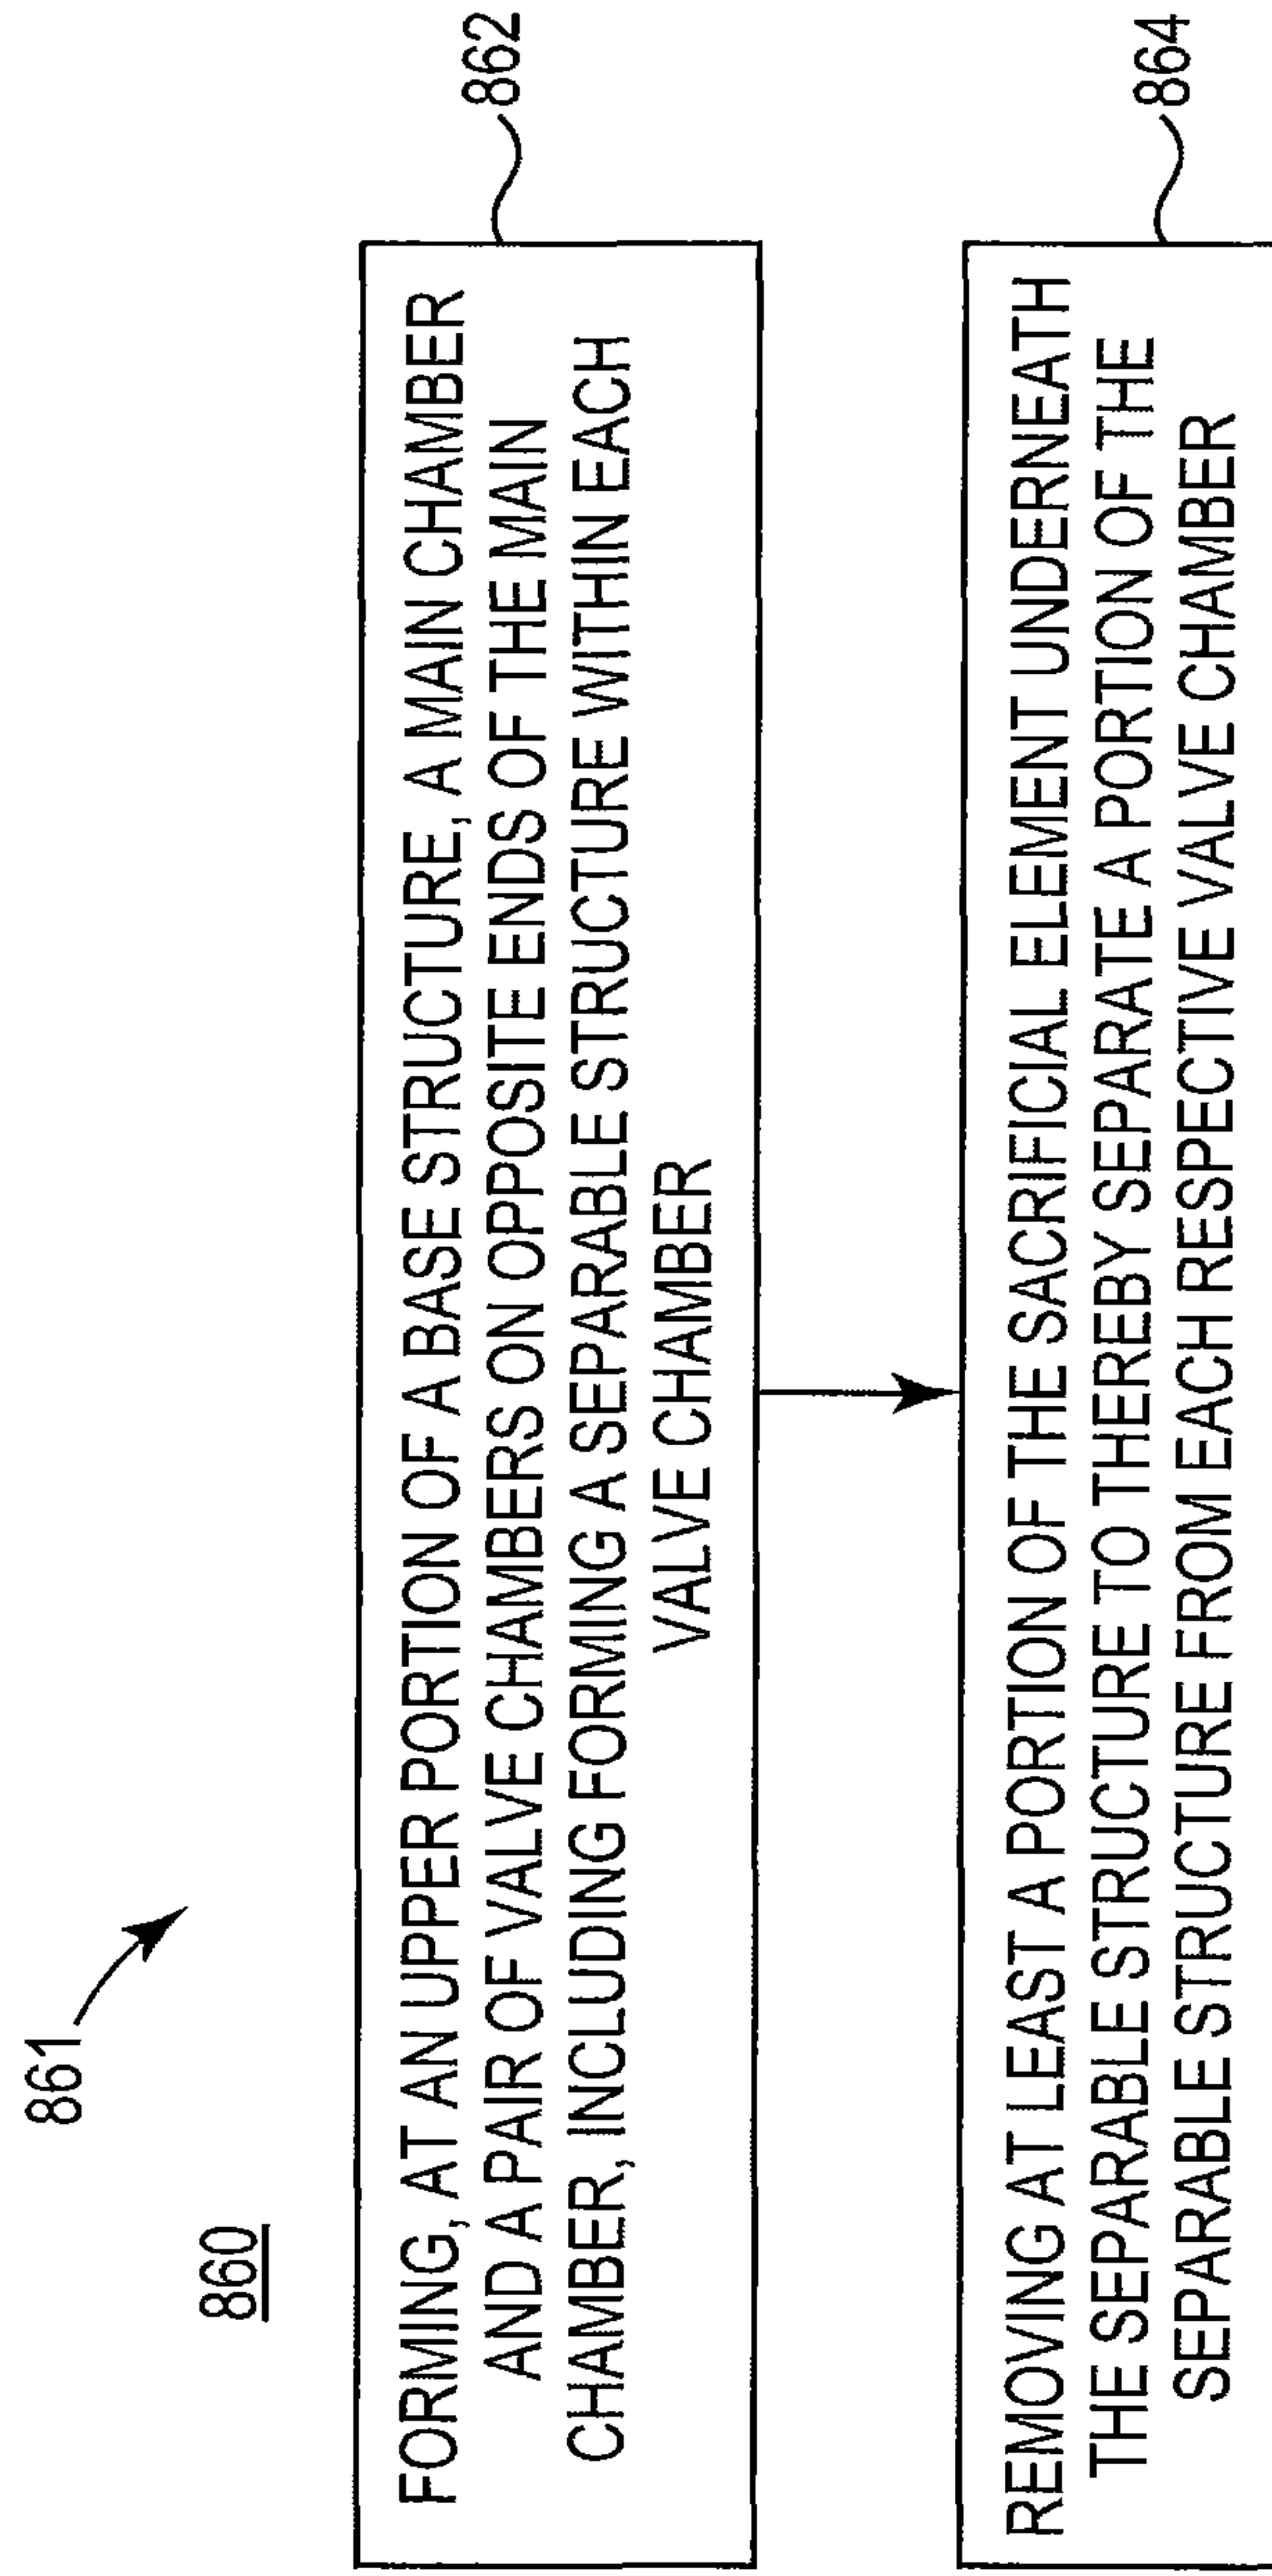 861
860
FORMING, AT AN UPPER PORTION OF A BASE STRUCTURE, A MAIN CHAMBER
AND A PAIR OF VALVE CHAMBERS ON OPPOSITE ENDS OF THE MAIN
CHAMBER, INCLUDING FORMING A SEPARABLE STRUCTURE WITHIN EACH
VALVE CHAMBER
862
REMOVING AT LEAST A PORTION OF THE SACRIFICIAL ELEMENT UNDERNEATH
THE SEPARABLE STRUCTURE TO THEREBY SEPARATE A PORTION OF THE
SEPARABLE STRUCTURE FROM EACH RESPECTIVE VALVE CHAMBER
864